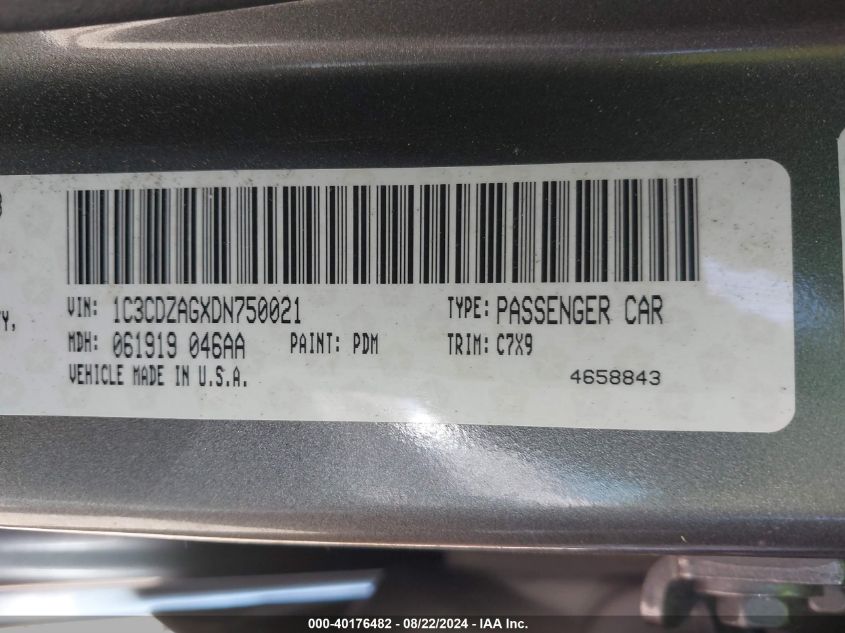 VIN: 1C3CDZAGXDN750021 TYPE: PASSENGER CAR
MDH: 061919 046AA PAINT: PDM TRIM: C7X9
VEHICLE MADE IN U.S.A. 4658843
000-40176482 - 08/22/2024 - IAA Inc.